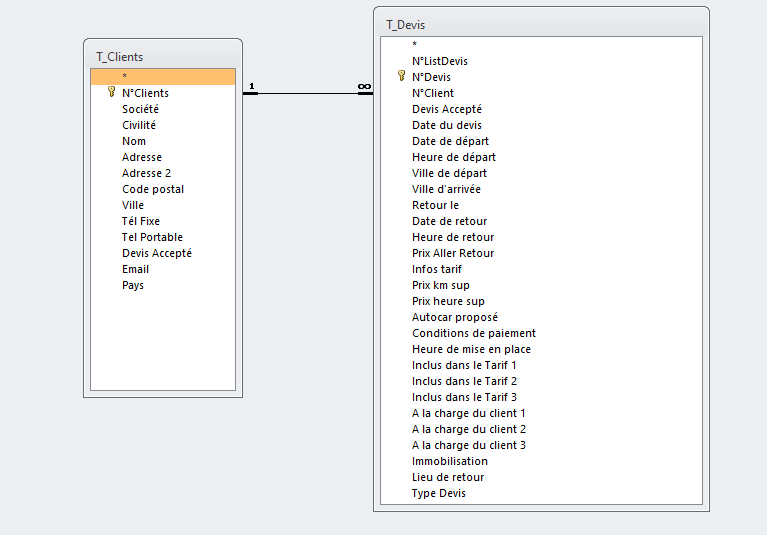 T_Clients
*
N°Clients
Société
Civilité
Nom
Adresse
Adresse 2
Code postal
Ville
Tél Fixe
Tel Portable
Devis Accepté
Email
Pays
1
∞
T_Devis
*
N°ListDevis
N°Devis
N°Client
Devis Accepté
Date du devis
Date de départ
Heure de départ
Ville de départ
Ville d'arrivée
Retour le
Date de retour
Heure de retour
Prix Aller Retour
Infos tarif
Prix km sup
Prix heure sup
Autocar proposé
Conditions de paiement
Heure de mise en place
Inclus dans le Tarif 1
Inclus dans le Tarif 2
Inclus dans le Tarif 3
A la charge du client 1
A la charge du client 2
A la charge du client 3
Immobilisation
Lieu de retour
Type Devis